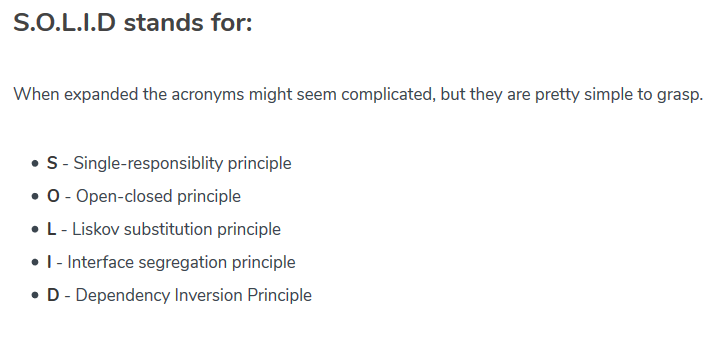 S.O.L.I.D stands for:
When expanded the acronyms might seem complicated, but they are pretty simple to grasp.
• S - Single-responsiblity principle
• O - Open-closed principle
• L - Liskov substitution principle
• I - Interface segregation principle
• D - Dependency Inversion Principle